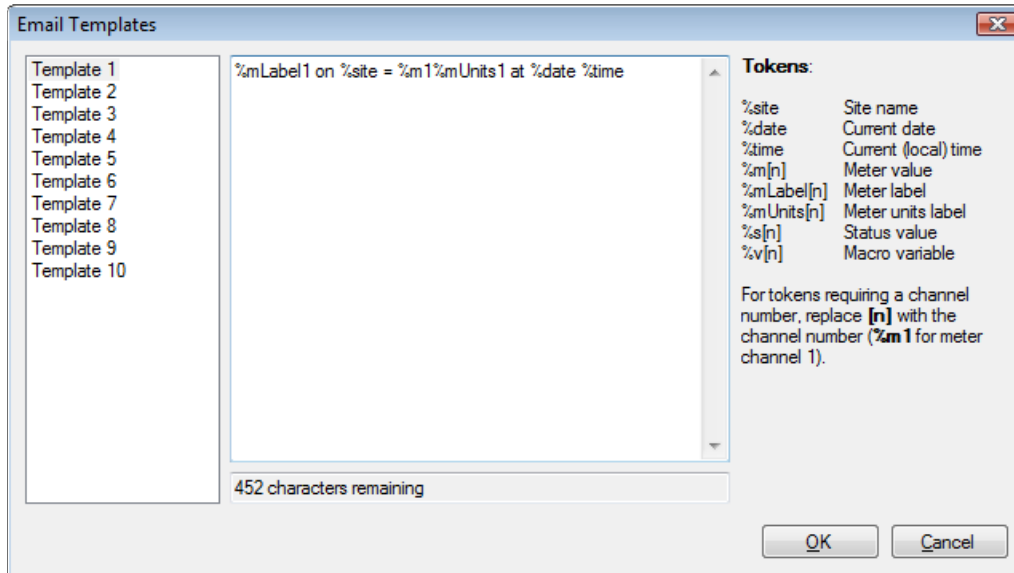 Email Templates
Template 1
Template 2
Template 3
Template 4
Template 5
Template 6
Template 7
Template 8
Template 9
Template 10
%mLabel1 on %site = %m1%mUnits1 at %date %time
452 characters remaining
Tokens:
%site Site name
%date Current date
%time Current (local) time
%m[n] Meter value
%mLabel[n] Meter label
%mUnits[n] Meter units label
%s[n] Status value
%v[n] Macro variable
For tokens requiring a channel
number, replace [n] with the
channel number (%m1 for meter
channel 1).
OK Cancel